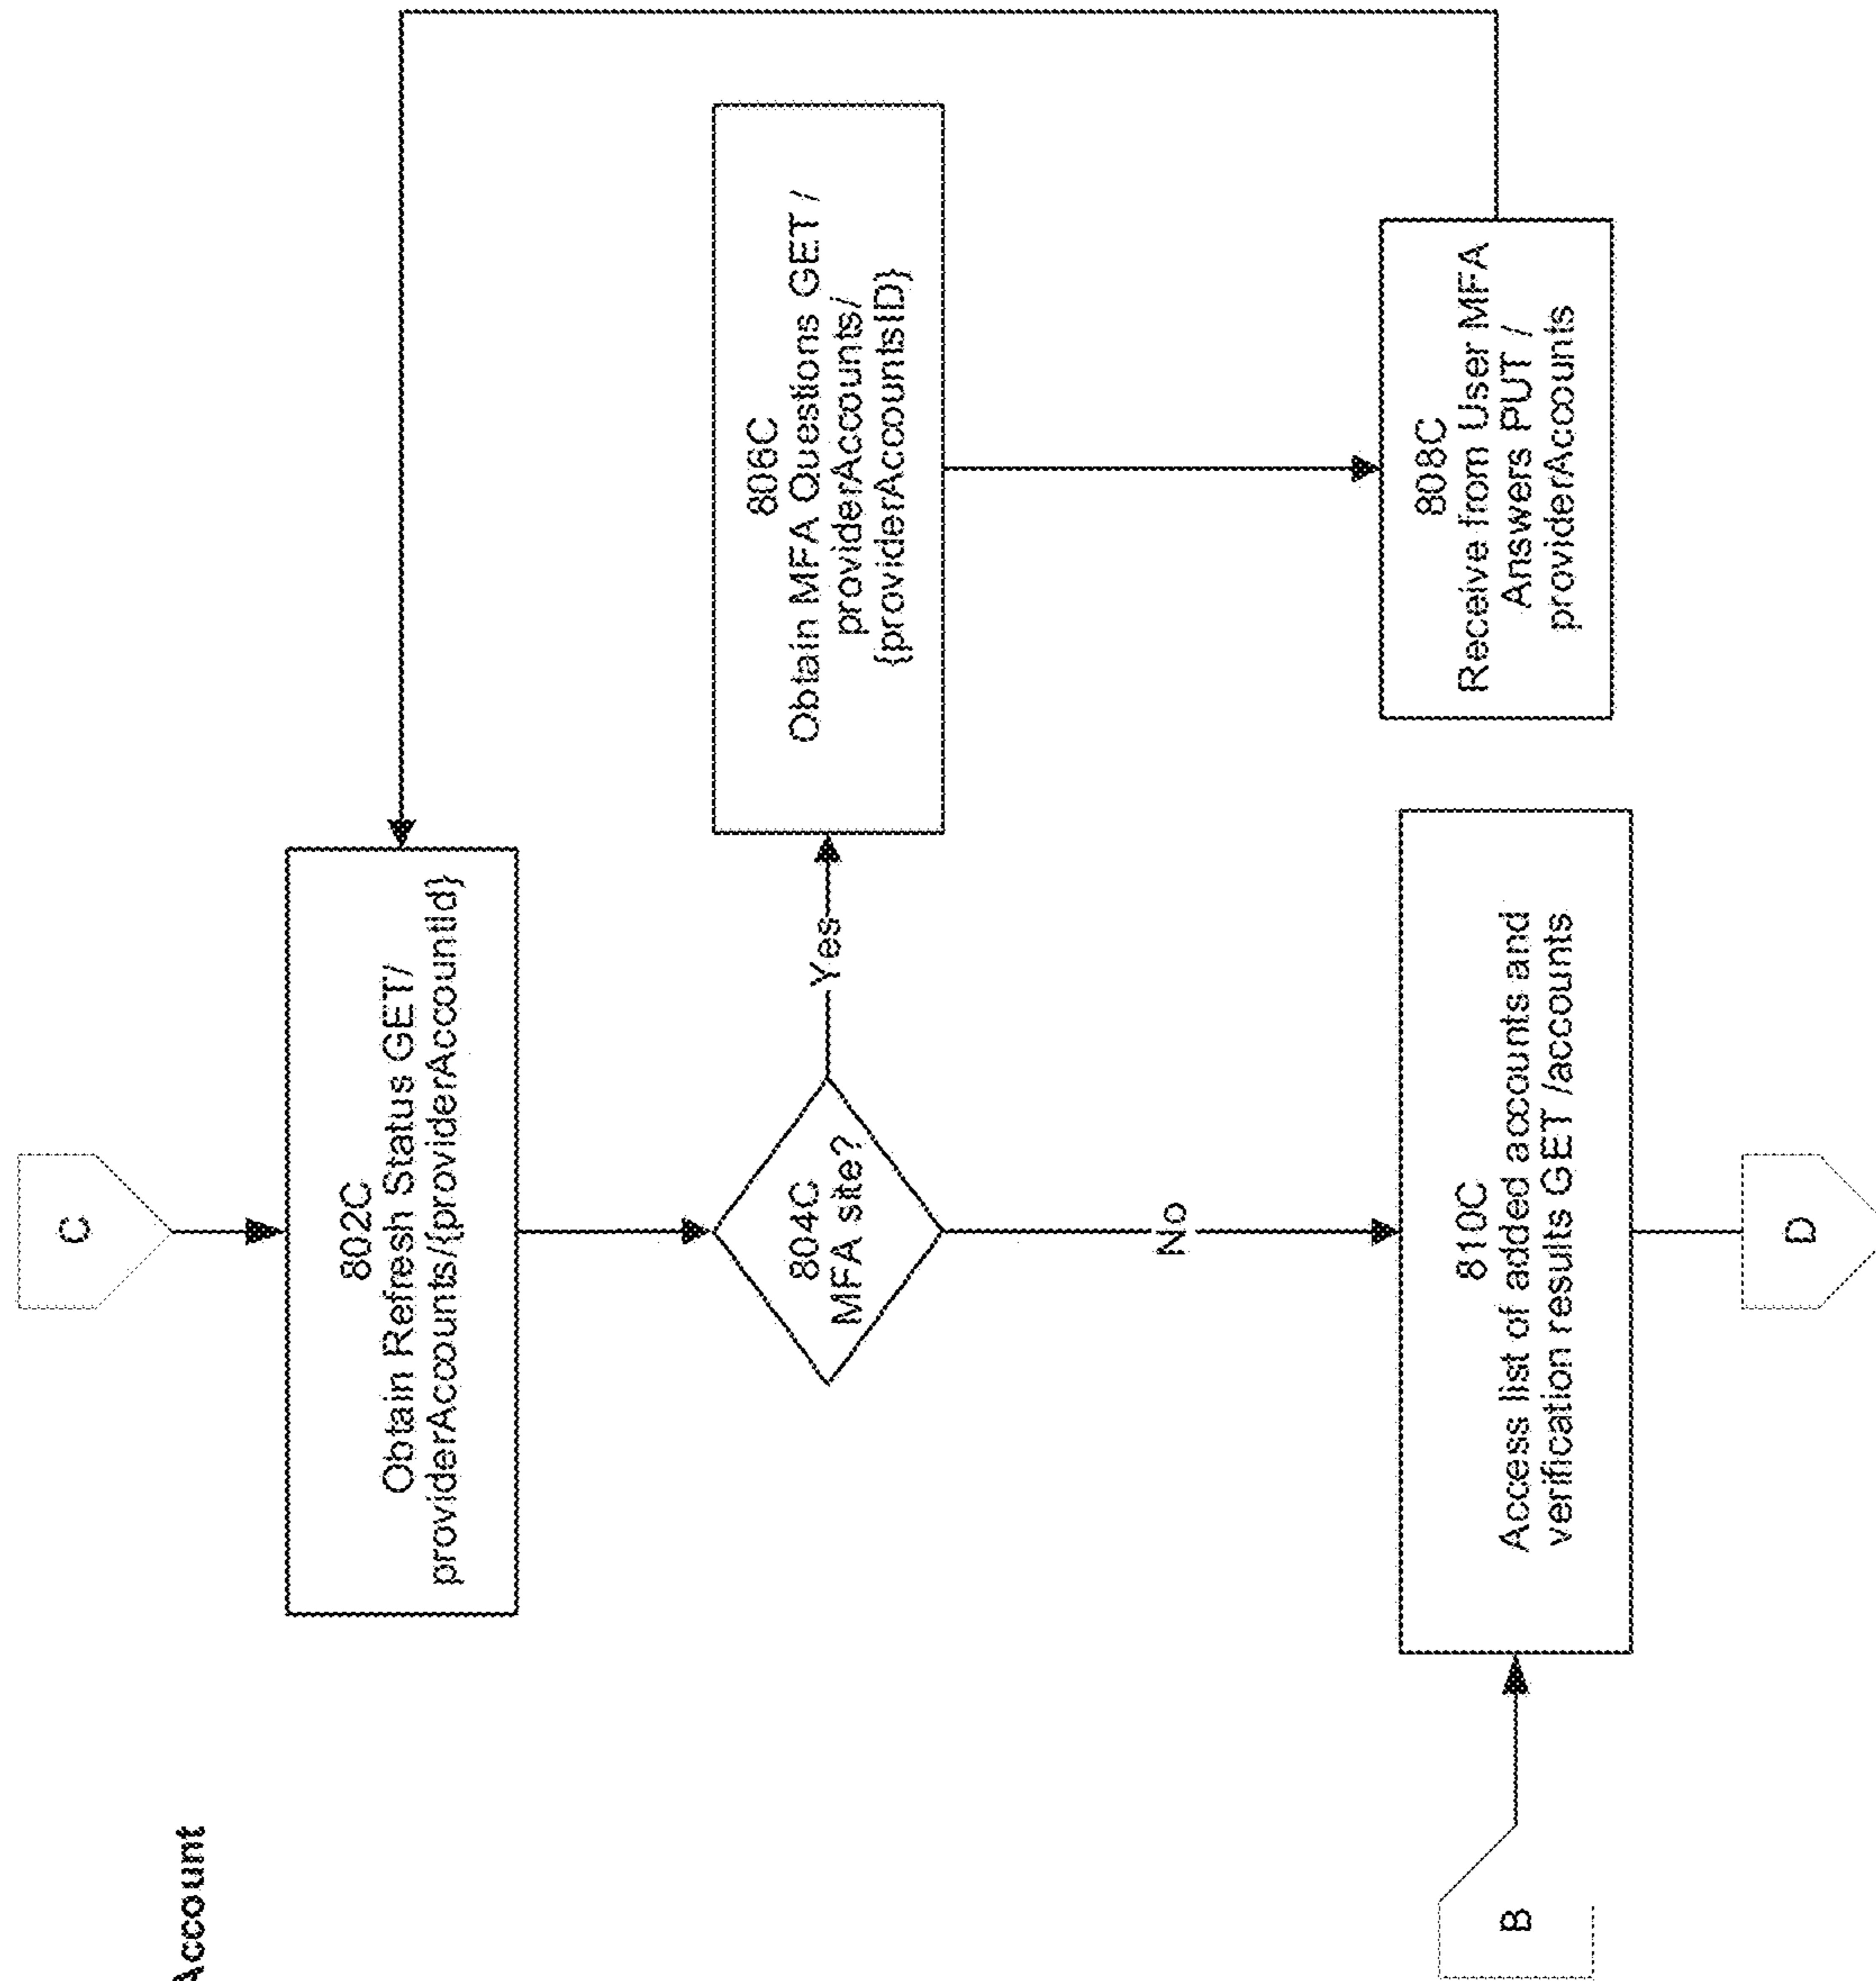 Account
C
802C
Obtain Refresh Status GET/
providerAccounts/{providerAccountId}
804C
MFA site?
Yes
806C
Obtain MFA Questions GET /
providerAccounts/
{providerAccountsID}
808C
Receive from User MFA
Answers PUT /
providerAccounts
No
B
810C
Access list of added accounts and
verification results GET /accounts
D